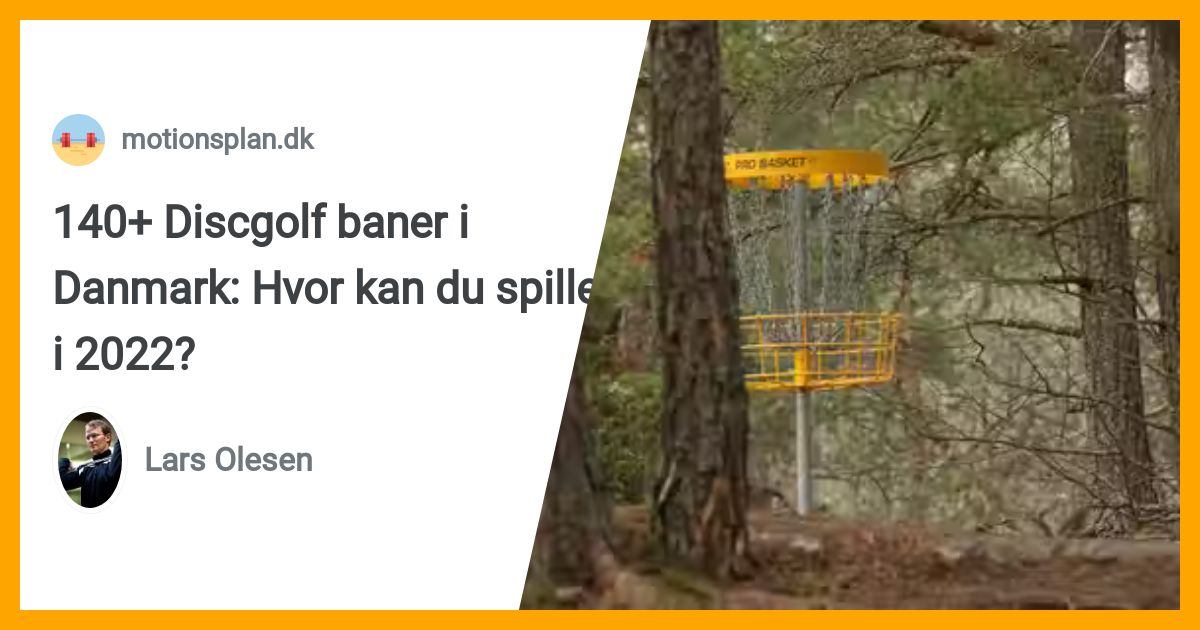 motionsplan.dk
140+ Discgolf baner i
Danmark: Hvor kan du spille
i 2022?
Lars Olesen
PRO BASKET